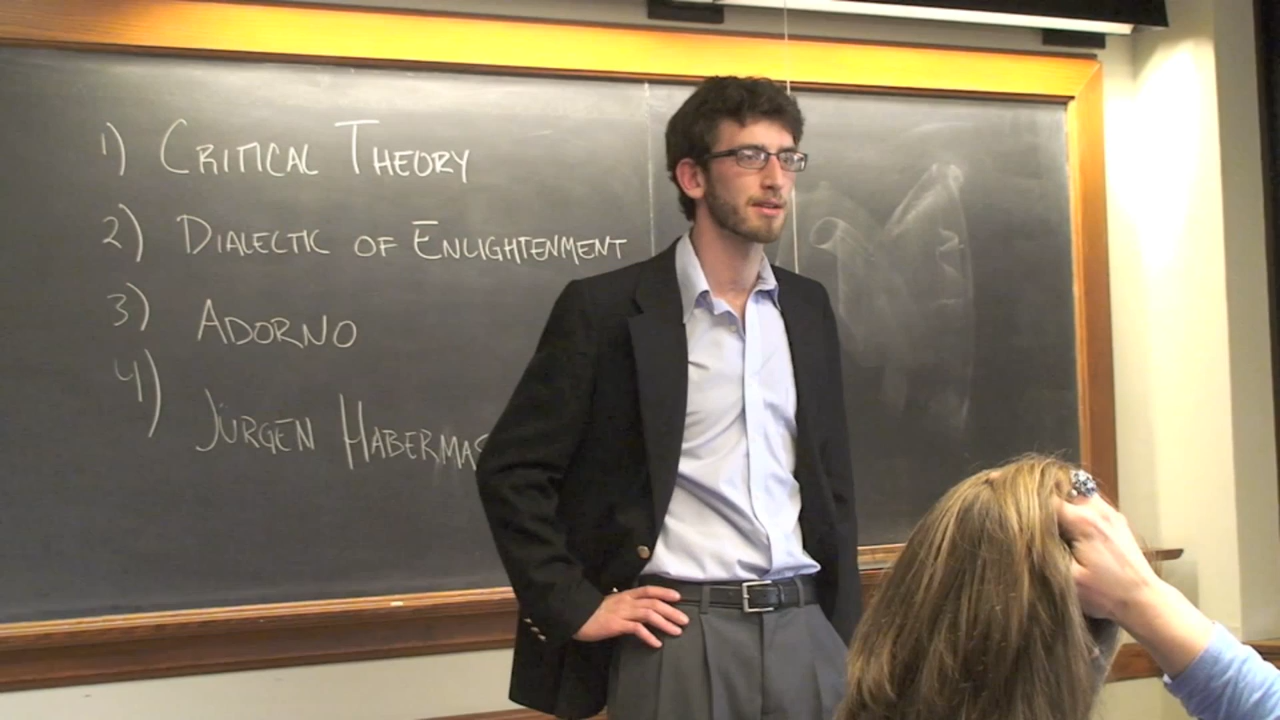 1) CRITICAL THEORY
2) DIALECTIC OF ENLIGHTENMENT
3) ADORNO
4) JÜRGEN HABERMAS